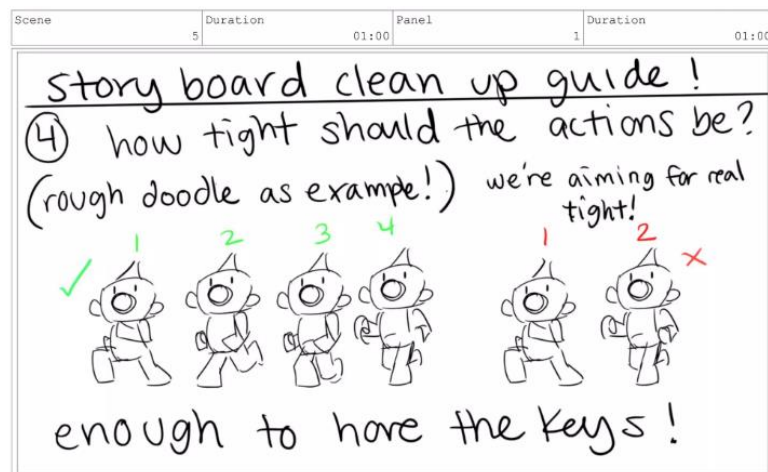 Scene Duration Panel Duration
5 01:00 1 01:00
story board clean up guide!
4 how tight should the actions be?
(rough doodle as example!) we're aiming for real
tight!
1 2 3 4 1 2
enough to have the keys!